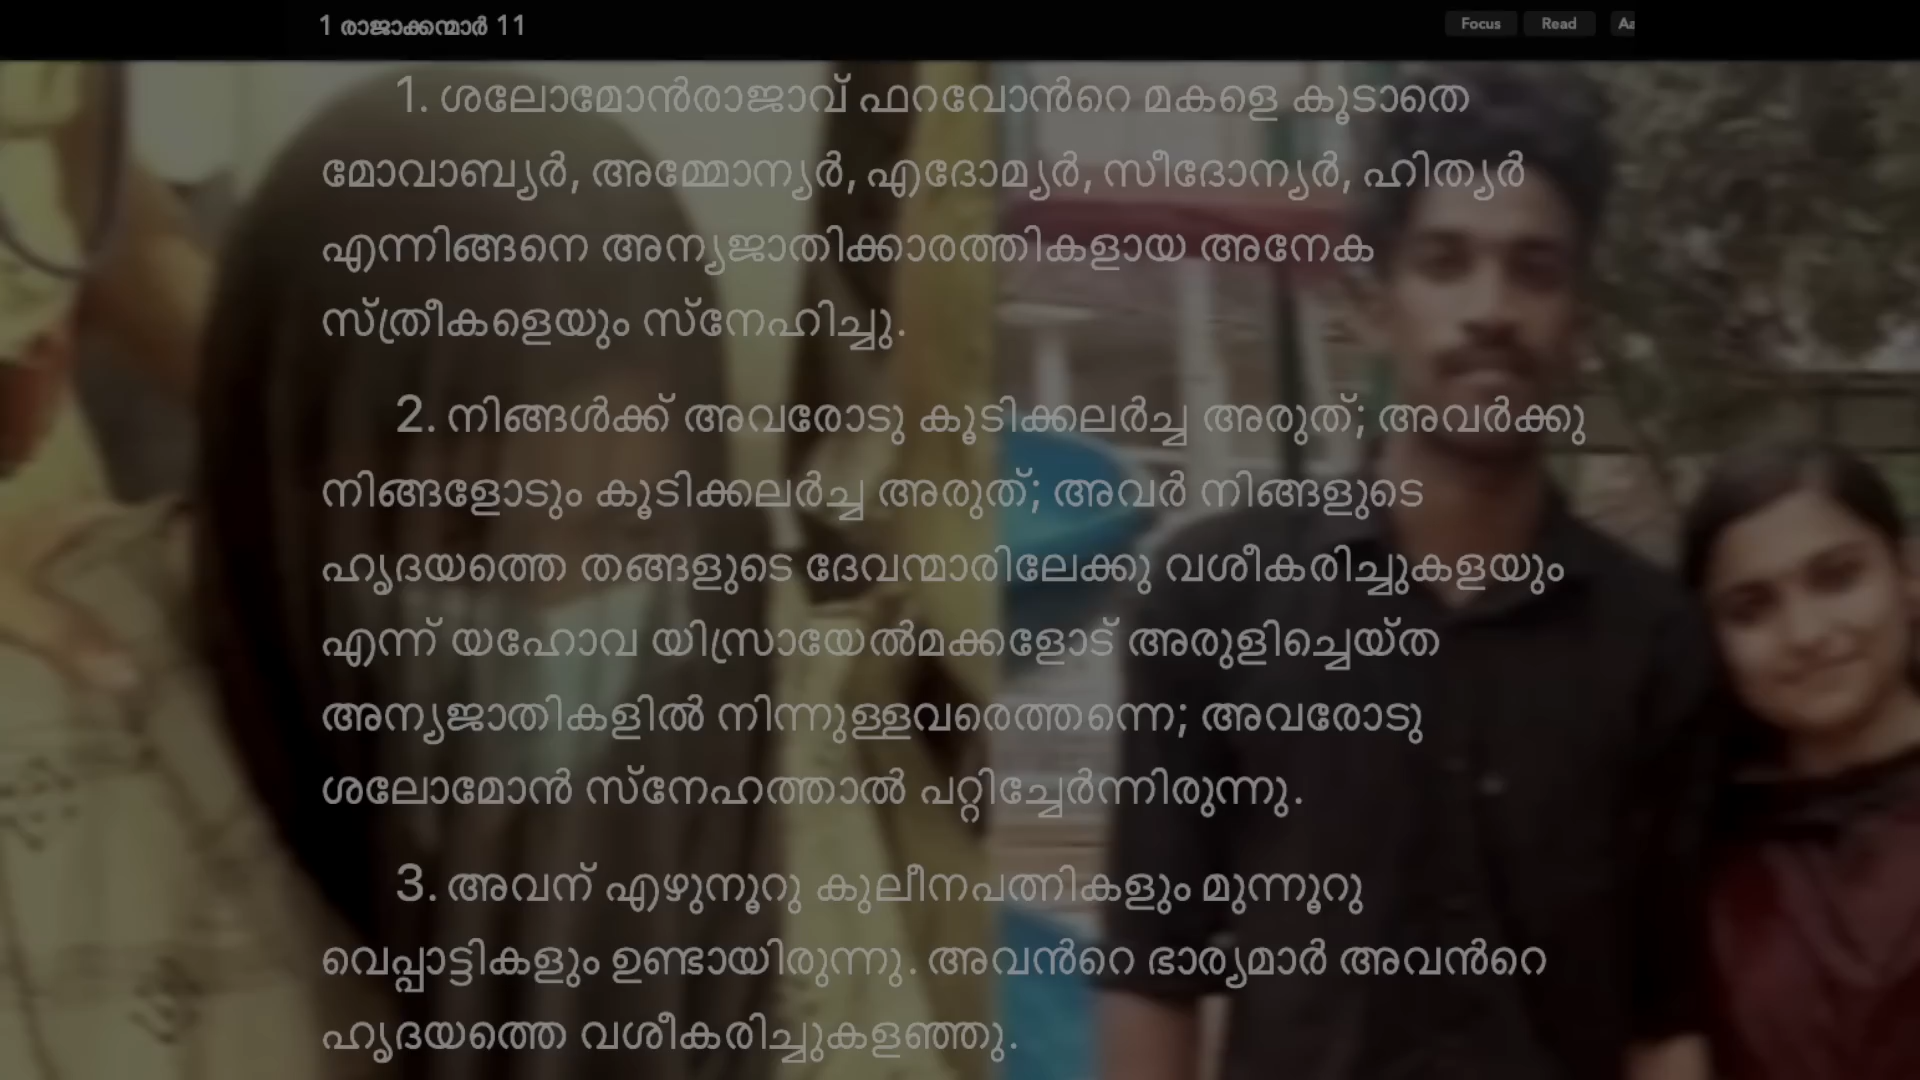 1 രാജാക്കന്മാർ 11
Focus Read Aa
1. ശലോമോൻരാജാവ് ഫറവോൻറെ മകളെ കൂടാതെ
മോവാബ്യർ, അമ്മോന്യർ, എദോമ്യർ, സീദോന്യർ, ഹിത്യർ
എന്നിങ്ങനെ അന്യജാതിക്കാരത്തികളായ അനേക
സ്ത്രീകളെയും സ്നേഹിച്ചു.
2. നിങ്ങൾക്ക് അവരോടു കൂടിക്കലർച്ച അരുത്; അവർക്കു
നിങ്ങളോടും കൂടിക്കലർച്ച അരുത്; അവർ നിങ്ങളുടെ
ഹൃദയത്തെ തങ്ങളുടെ ദേവന്മാരിലേക്കു വശീകരിച്ചുകളയും
എന്ന് യഹോവ യിസ്രായേൽമക്കളോട് അരുളിച്ചെയ്ത
അന്യജാതികളിൽ നിന്നുള്ളവരെത്തന്നെ; അവരോടു
ശലോമോൻ സ്നേഹത്താൽ പറ്റിച്ചേർന്നിരുന്നു.
3. അവന് എഴുനൂറു കുലീനപത്നികളും മുന്നൂറു
വെപ്പാട്ടികളും ഉണ്ടായിരുന്നു. അവൻറെ ഭാര്യമാർ അവൻറെ
ഹൃദയത്തെ വശീകരിച്ചുകളഞ്ഞു.